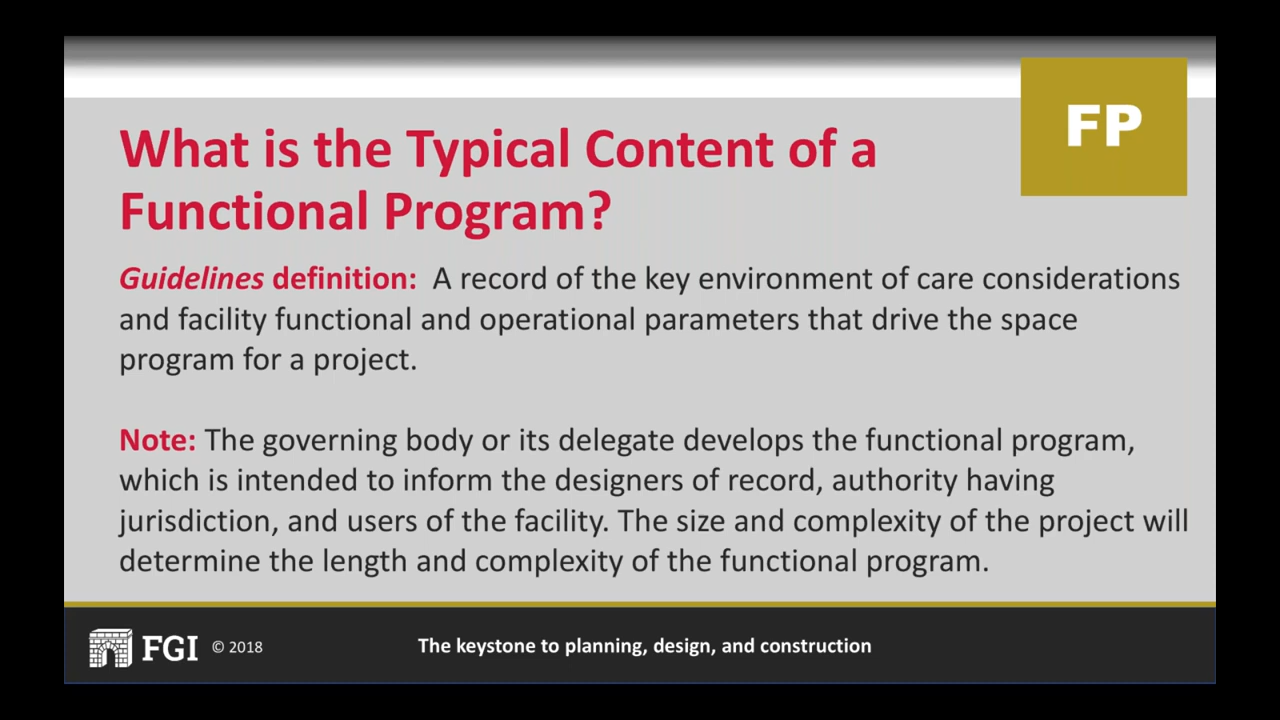 FP
What is the Typical Content of a
Functional Program?
Guidelines definition: A record of the key environment of care considerations
and facility functional and operational parameters that drive the space
program for a project.
Note: The governing body or its delegate develops the functional program,
which is intended to inform the designers of record, authority having
jurisdiction, and users of the facility. The size and complexity of the project will
determine the length and complexity of the functional program.
FGI © 2018 The keystone to planning, design, and construction